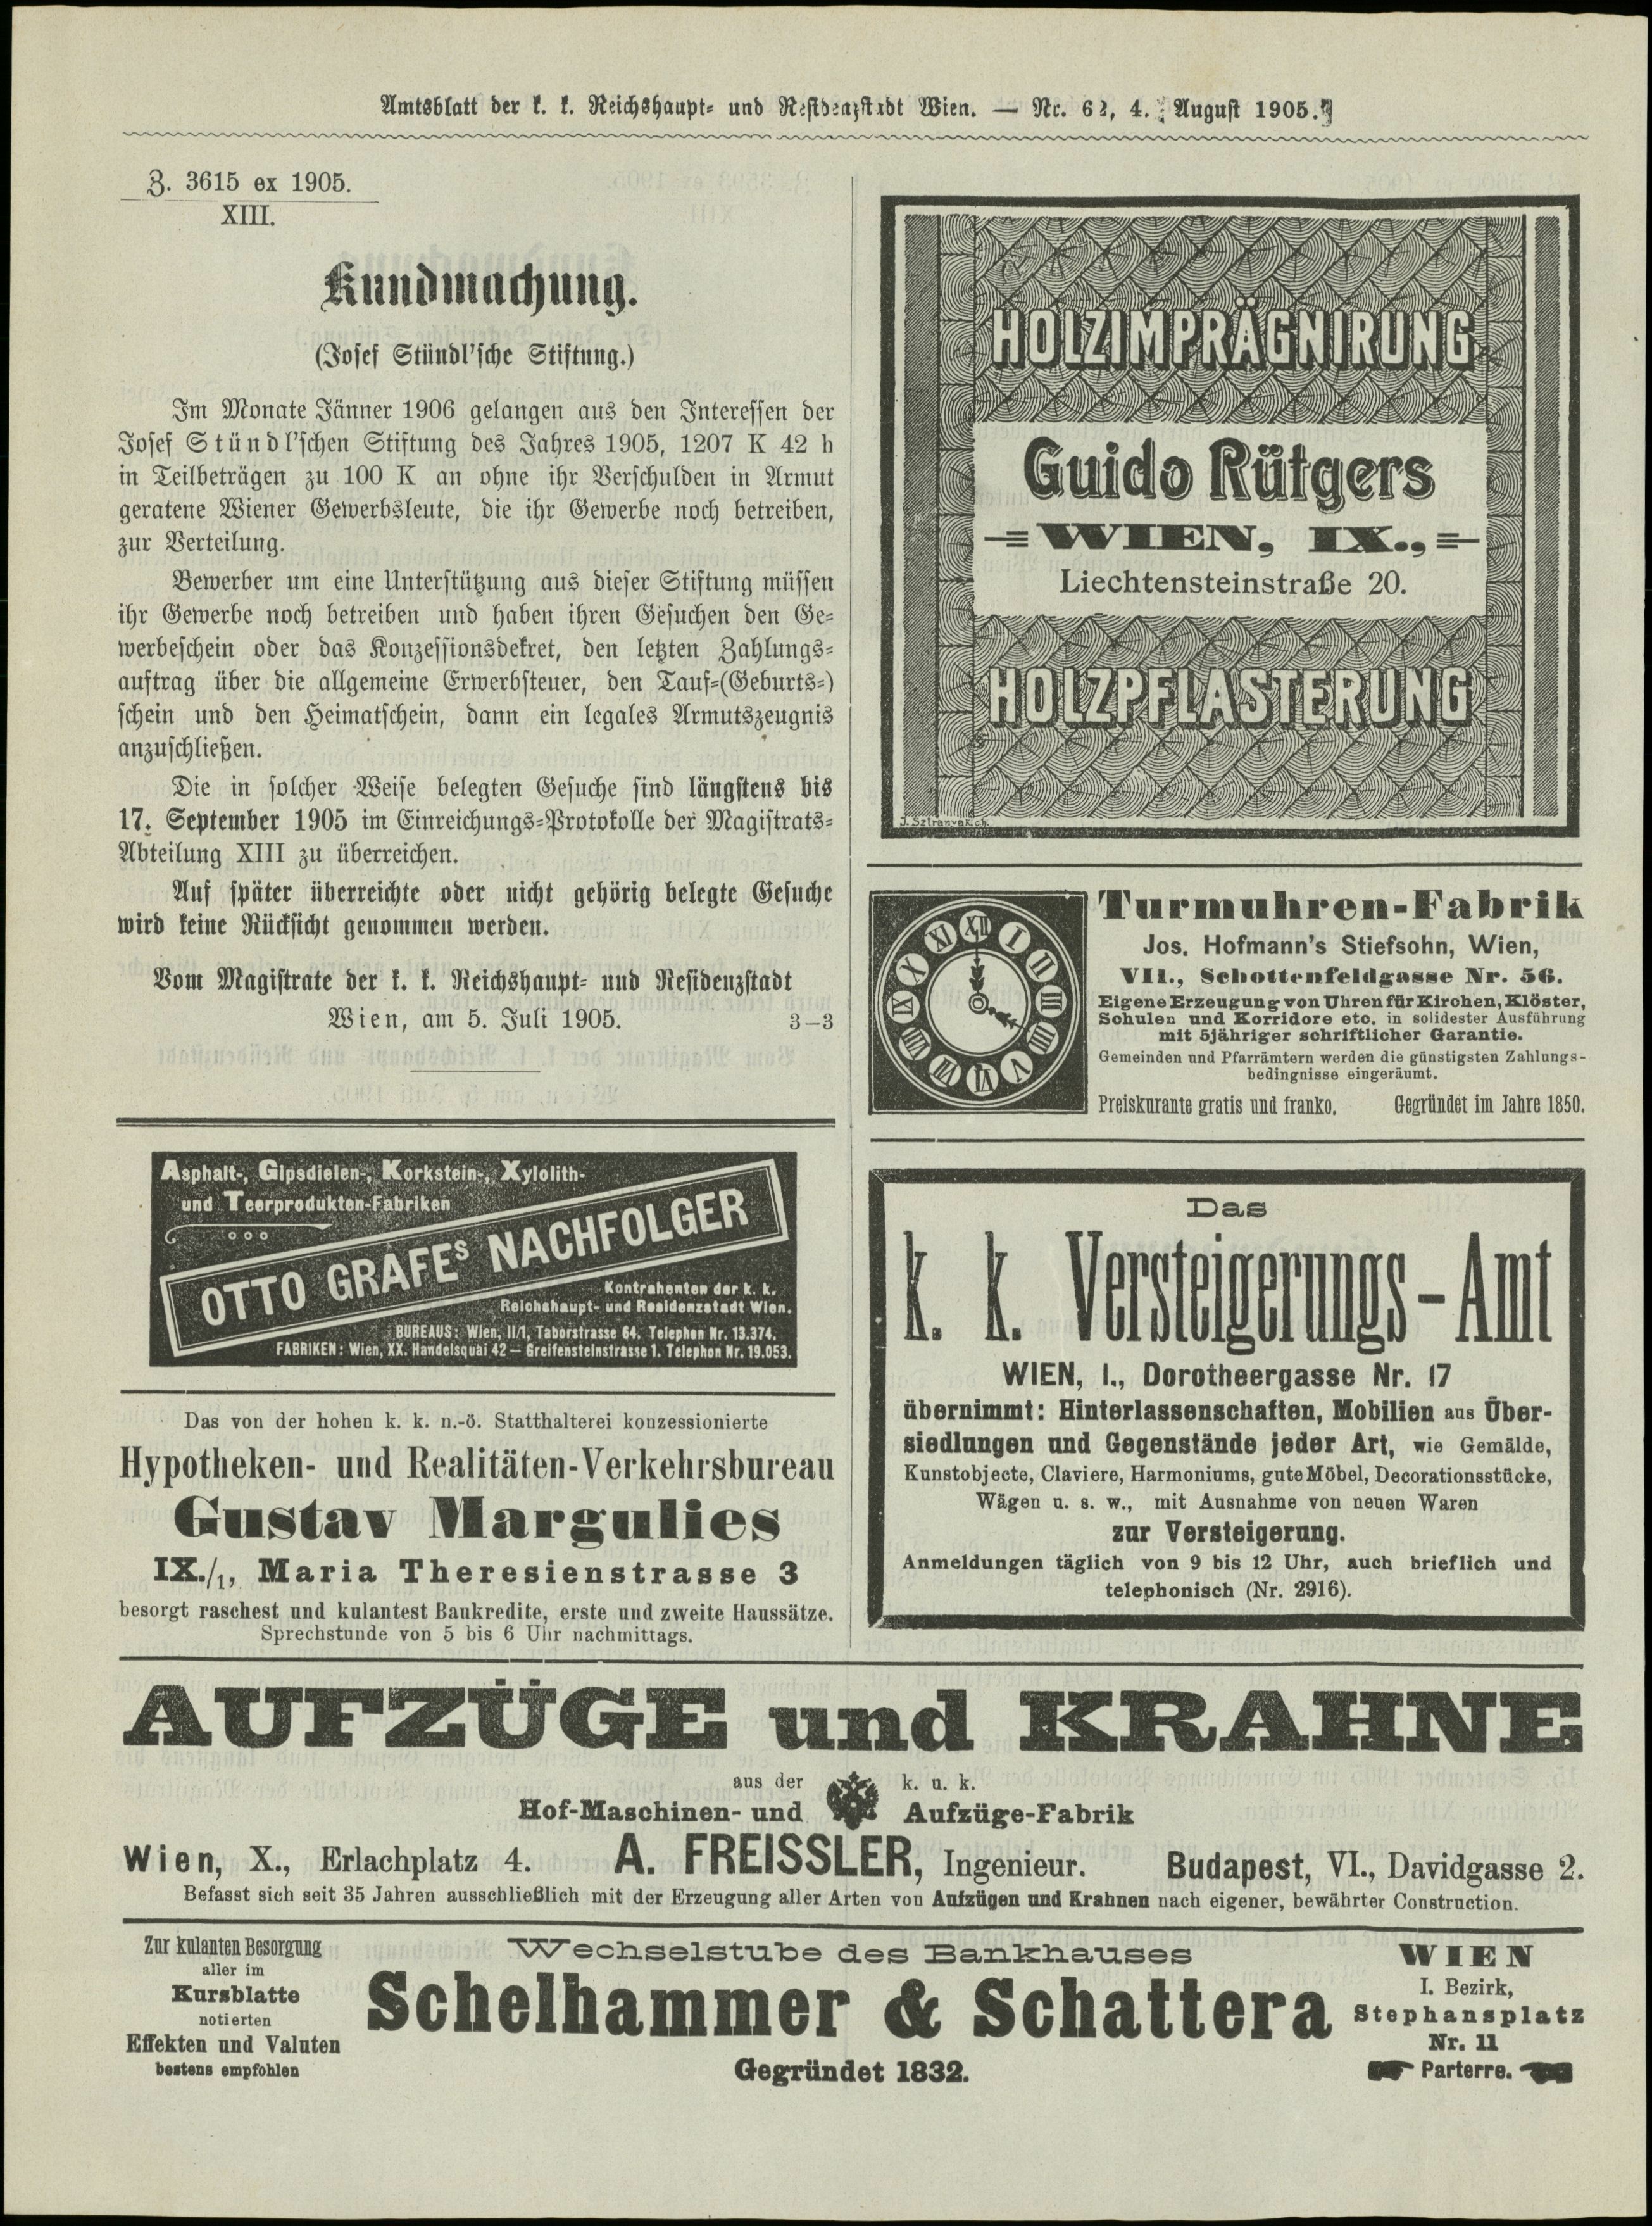 Amtsblatt der k. k. Reichshaupt- und Residenzstadt Wien. — Nr. 62, 4. August 1905.
Z. 3615 ex 1905.
XIII.
Kundmachung.
(Josef Stündl'sche Stiftung.)
Im Monate Jänner 1906 gelangen aus den Interessen der
Josef Stündl'schen Stiftung des Jahres 1905, 1207 K 42 h
in Teilbeträgen zu 100 K an ohne ihr Verschulden in Armut
geratene Wiener Gewerbsleute, die ihr Gewerbe noch betreiben,
zur Verteilung.
Bewerber um eine Unterstützung aus dieser Stiftung müssen
ihr Gewerbe noch betreiben und haben ihren Gesuchen den Ge-
werbeschein oder das Konzessionsdekret, den letzten Zahlungs-
auftrag über die allgemeine Erwerbsteuer, den Tauf-(Geburts-)
schein und den Heimatschein, dann ein legales Armutszeugnis
anzuschließen.
Die in solcher Weise belegten Gesuche sind längstens bis
17. September 1905 im Einreichungs-Protokolle der Magistrats-
Abteilung XIII zu überreichen.
Auf später überreichte oder nicht gehörig belegte Gesuche
wird keine Rücksicht genommen werden.
Vom Magistrate der k. k. Reichshaupt- und Residenzstadt
Wien, am 5. Juli 1905. 3—3
Asphalt-, Gipsdielen-, Korkstein-, Xylolith-
und Teerprodukten-Fabriken
OTTO GRAFEs NACHFOLGER
Kontrahenten der k. k.
Reichshaupt- und Residenzstadt Wien.
BUREAUS: Wien, II/1, Taborstrasse 64. Telephon Nr. 13.374.
FABRIKEN: Wien, XX. Handelsquai 42 — Greifensteinstrasse 1. Telephon Nr. 19.053.
Das von der hohen k. k. n.-ö. Statthalterei konzessionierte
Hypotheken- und Realitäten-Verkehrsbureau
Gustav Margulies
IX./1, Maria Theresienstrasse 3
besorgt raschest und kulantest Baukredite, erste und zweite Haussätze.
Sprechstunde von 5 bis 6 Uhr nachmittags.
HOLZIMPRÄGNIRUNG
Guido Rütgers
WIEN, IX.,
Liechtensteinstraße 20.
HOLZPFLASTERUNG
J. Sztranyak. ch.
XII I II III IIII V VI VII VIII IX X XI
Turmuhren-Fabrik
Jos. Hofmann's Stiefsohn, Wien,
VII., Schottenfeldgasse Nr. 56.
Eigene Erzeugung von Uhren für Kirchen, Klöster,
Schulen und Korridore etc. in solidester Ausführung
mit 5jähriger schriftlicher Garantie.
Gemeinden und Pfarrämtern werden die günstigsten Zahlungs-
bedingnisse eingeräumt.
Preiskurante gratis und franko. Gegründet im Jahre 1850.
Das
k. k. Versteigerungs-Amt
WIEN, I., Dorotheergasse Nr. 17
übernimmt: Hinterlassenschaften, Mobilien aus Über-
siedlungen und Gegenstände jeder Art, wie Gemälde,
Kunstobjecte, Claviere, Harmoniums, gute Möbel, Decorationsstücke,
Wägen u. s. w., mit Ausnahme von neuen Waren
zur Versteigerung.
Anmeldungen täglich von 9 bis 12 Uhr, auch brieflich und
telephonisch (Nr. 2916).
AUFZÜGE und KRAHNE
aus der k. u. k.
Hof-Maschinen- und Aufzüge-Fabrik
Wien, X., Erlachplatz 4. A. FREISSLER, Ingenieur. Budapest, VI., Davidgasse 2.
Befasst sich seit 35 Jahren ausschließlich mit der Erzeugung aller Arten von Aufzügen und Krahnen nach eigener, bewährter Construction.
Zur kulanten Besorgung
aller im
Kursblatte
notierten
Effekten und Valuten
bestens empfohlen
Wechselstube des Bankhauses
Schelhammer & Schattera
Gegründet 1832.
WIEN
I. Bezirk,
Stephansplatz
Nr. 11
Parterre.